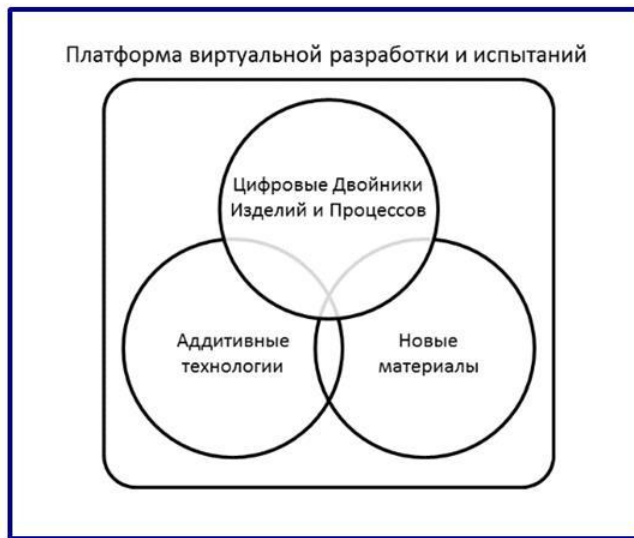 Платформа виртуальной разработки и испытаний
Цифровые Двойники
Изделий и Процессов
Аддитивные
технологии
Новые
материалы